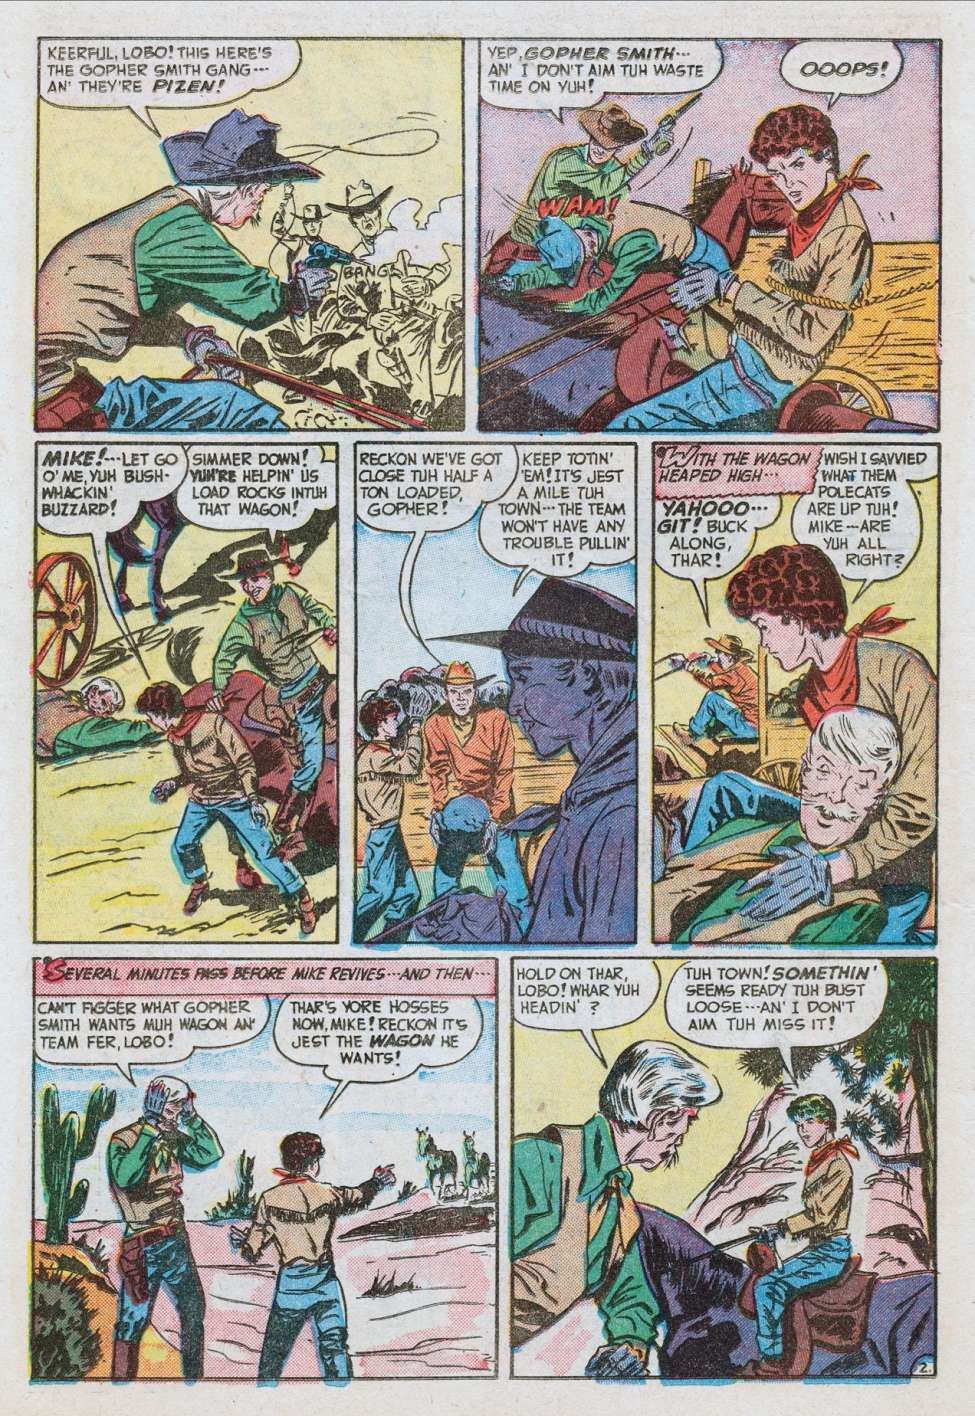 KEERFUL, LOBO! THIS HERE'S
THE GOPHER SMITH GANG---
AN' THEY'RE PIZEN!
BANG
YEP, GOPHER SMITH---
AN' I DON'T AIM TUH WASTE
TIME ON YUH!
OOOPS!
WAM!
MIKE!---LET GO
O' ME, YUH BUSH-
WHACKIN'
BUZZARD!
SIMMER DOWN!
YUH'RE HELPIN' US
LOAD ROCKS INTUH
THAT WAGON!
RECKON WE'VE GOT
CLOSE TUH HALF A
TON LOADED,
GOPHER!
KEEP TOTIN'
'EM! IT'S JEST
A MILE TUH
TOWN---THE TEAM
WON'T HAVE ANY
TROUBLE PULLIN'
IT!
WITH THE WAGON
HEAPED HIGH---
YAHOOO---
GIT! BUCK
ALONG,
THAR!
WISH I SAVVIED
WHAT THEM
POLECATS
ARE UP TUH!
MIKE---ARE
YUH ALL
RIGHT?
SEVERAL MINUTES PASS BEFORE MIKE REVIVES---AND THEN---
CAN'T FIGGER WHAT GOPHER
SMITH WANTS MUH WAGON AN'
TEAM FER, LOBO!
THAR'S YORE HOSSES
NOW, MIKE! RECKON IT'S
JEST THE WAGON HE
WANTS!
HOLD ON THAR,
LOBO! WHAR YUH
HEADIN'?
TUH TOWN! SOMETHIN'
SEEMS READY TUH BUST
LOOSE---AN' I DON'T
AIM TUH MISS IT!
2.